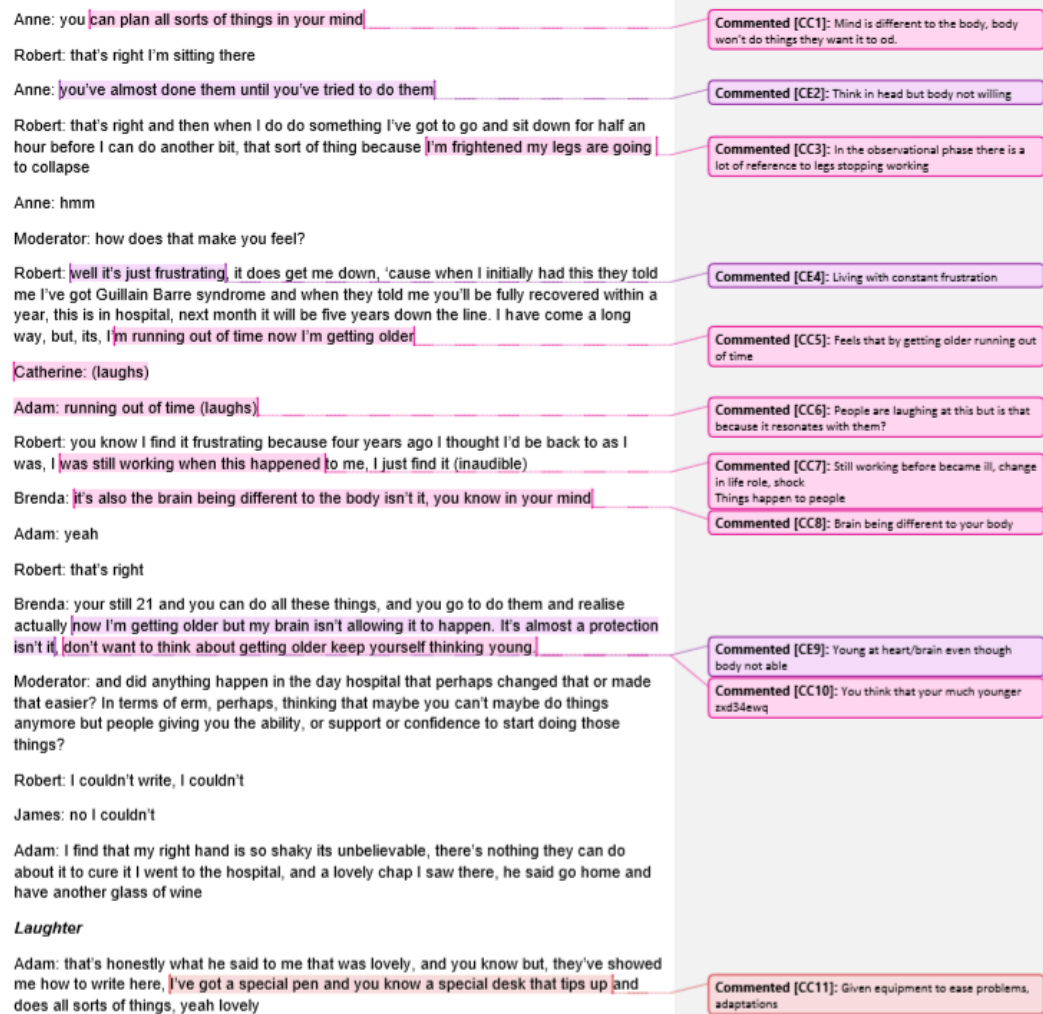 Anne: you can plan all sorts of things in your mind
Commented [CC1]: Mind is different to the body, body
won't do things they want it to od.
Robert: that's right I'm sitting there
Anne: you've almost done them until you've tried to do them
Commented [CE2]: Think in head but body not willing
Robert: that's right and then when I do do something I've got to go and sit down for half an
hour before I can do another bit, that sort of thing because I'm frightened my legs are going
to collapse
Commented [CC3]: In the observational phase there is a
lot of reference to legs stopping working
Anne: hmm
Moderator: how does that make you feel?
Robert: well it's just frustrating, it does get me down, 'cause when I initially had this they told
me I've got Guillain Barre syndrome and when they told me you'll be fully recovered within a
year, this is in hospital, next month it will be five years down the line. I have come a long
way, but, its, I'm running out of time now I'm getting older
Commented [CE4]: Living with constant frustration
Commented [CC5]: Feels that by getting older running out
of time
Catherine: (laughs)
Adam: running out of time (laughs)
Commented [CC6]: People are laughing at this but is that
because it resonates with them?
Robert: you know I find it frustrating because four years ago I thought I'd be back to as I
was, I was still working when this happened to me, I just find it (inaudible)
Commented [CC7]: Still working before became ill, change
in life role, shock
Things happen to people
Brenda: it's also the brain being different to the body isn't it, you know in your mind
Commented [CC8]: Brain being different to your body
Adam: yeah
Robert: that's right
Brenda: your still 21 and you can do all these things, and you go to do them and realise
actually now I'm getting older but my brain isn't allowing it to happen. It's almost a protection
isn't it, don't want to think about getting older keep yourself thinking young.
Commented [CE9]: Young at heart/brain even though
body not able
Commented [CC10]: You think that your much younger
zxd34ewq
Moderator: and did anything happen in the day hospital that perhaps changed that or made
that easier? In terms of erm, perhaps, thinking that maybe you can't maybe do things
anymore but people giving you the ability, or support or confidence to start doing those
things?
Robert: I couldn't write, I couldn't
James: no I couldn't
Adam: I find that my right hand is so shaky its unbelievable, there's nothing they can do
about it to cure it I went to the hospital, and a lovely chap I saw there, he said go home and
have another glass of wine
Laughter
Adam: that's honestly what he said to me that was lovely, and you know but, they've showed
me how to write here, I've got a special pen and you know a special desk that tips up and
does all sorts of things, yeah lovely
Commented [CC11]: Given equipment to ease problems,
adaptations